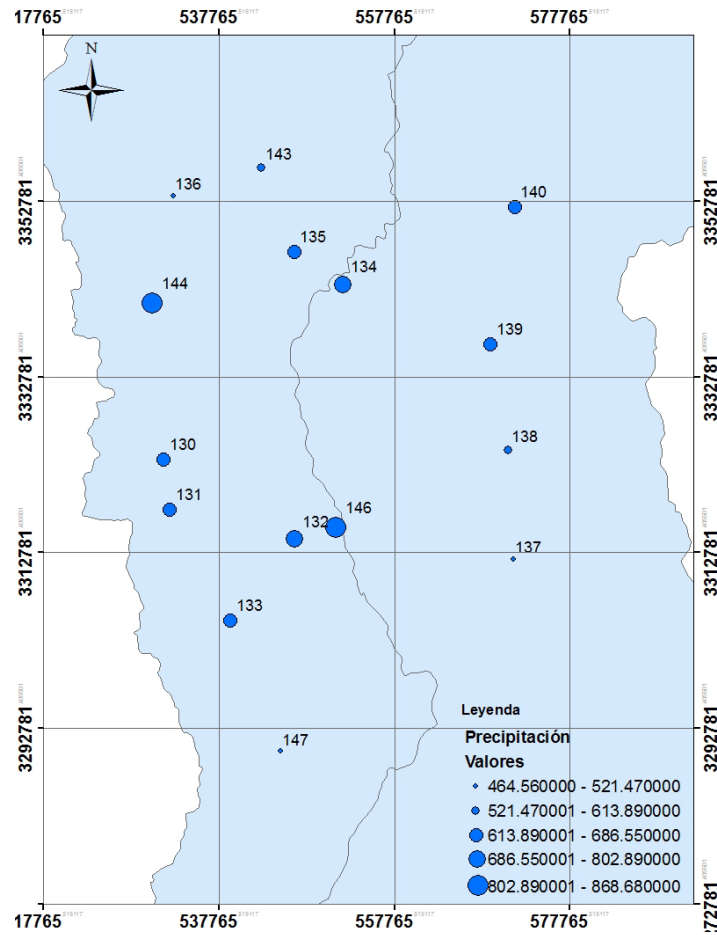 17765 537765 557765 577765
N
143
136
140
3352781 3352781
135
134
144
139
3332781 3332781
138
130
131
146
132
137
3312781 3312781
133
Leyenda
Precipitación
3292781 3292781
147
Valores
464.560000 - 521.470000
521.470001 - 613.890000
613.890001 - 686.550000
686.550001 - 802.890000
802.890001 - 868.680000
72781 72781
17765 537765 557765 577765